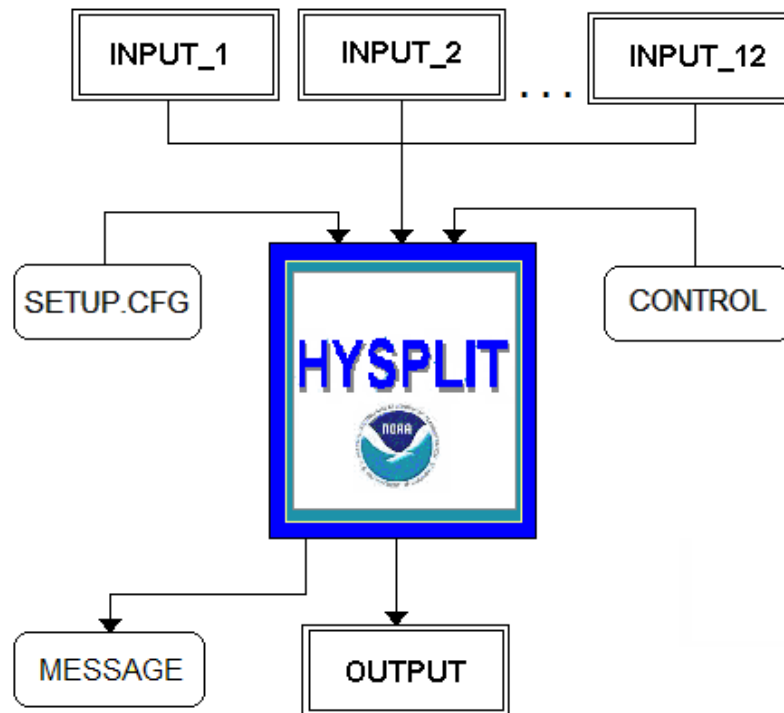 INPUT_1
INPUT_2
. . .
INPUT_12
SETUP.CFG
CONTROL
HYSPLIT
NOAA
MESSAGE
OUTPUT